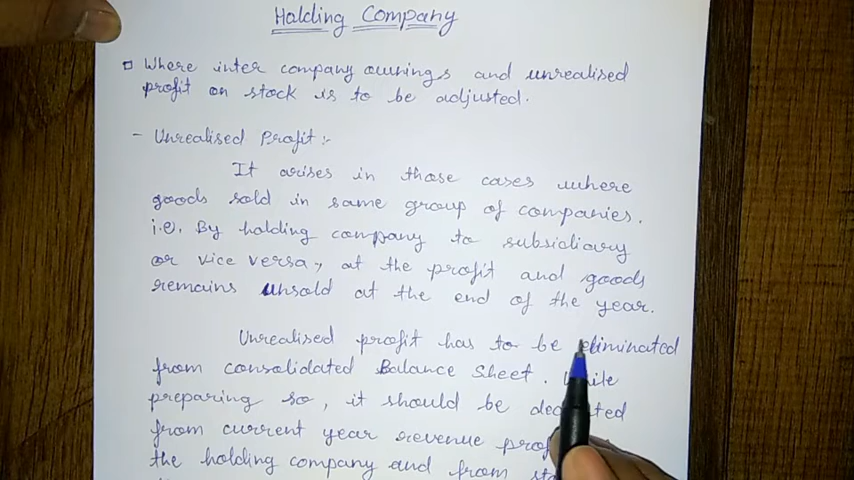 Holding Company
Where inter company ownings and unrealised
profit on stock is to be adjusted.
- Unrealised Profit :-
It arises in those cases where
goods sold in same group of companies.
i.e. By holding company to subsidiary
or vice versa, at the profit and goods
remains unsold at the end of the year.
Unrealised profit has to be eliminated
from consolidated Balance Sheet. While
preparing so, it should be deducted
from current year revenue
the holding company and from